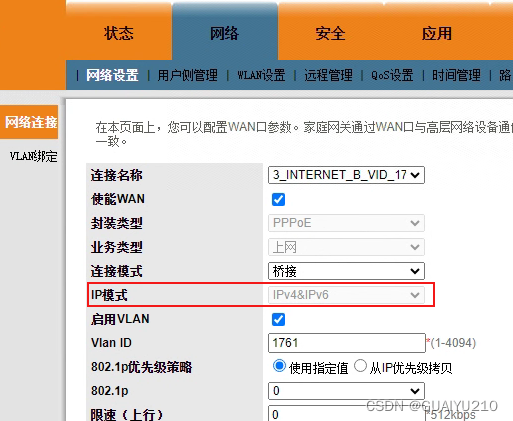 状态 网络 安全 应用
网络设置 用户侧管理 WLAN设置 远程管理 QoS设置 时间管理 路
网络连接
VLAN绑定
在本页面上，您可以配置WAN口参数。家庭网关通过WAN口与高层网络设备通信
一致。
连接名称 3_INTERNET_B_VID_17
使能WAN
封装类型 PPPoE
业务类型 上网
连接模式 桥接
IP模式 IPv4&IPv6
启用VLAN
Vlan ID 1761 *(1-4094)
802.1p优先级策略 使用指定值 从IP优先级拷贝
802.1p 0
限速（上行） 0 *512kbps
CSDN @GUAIYU210